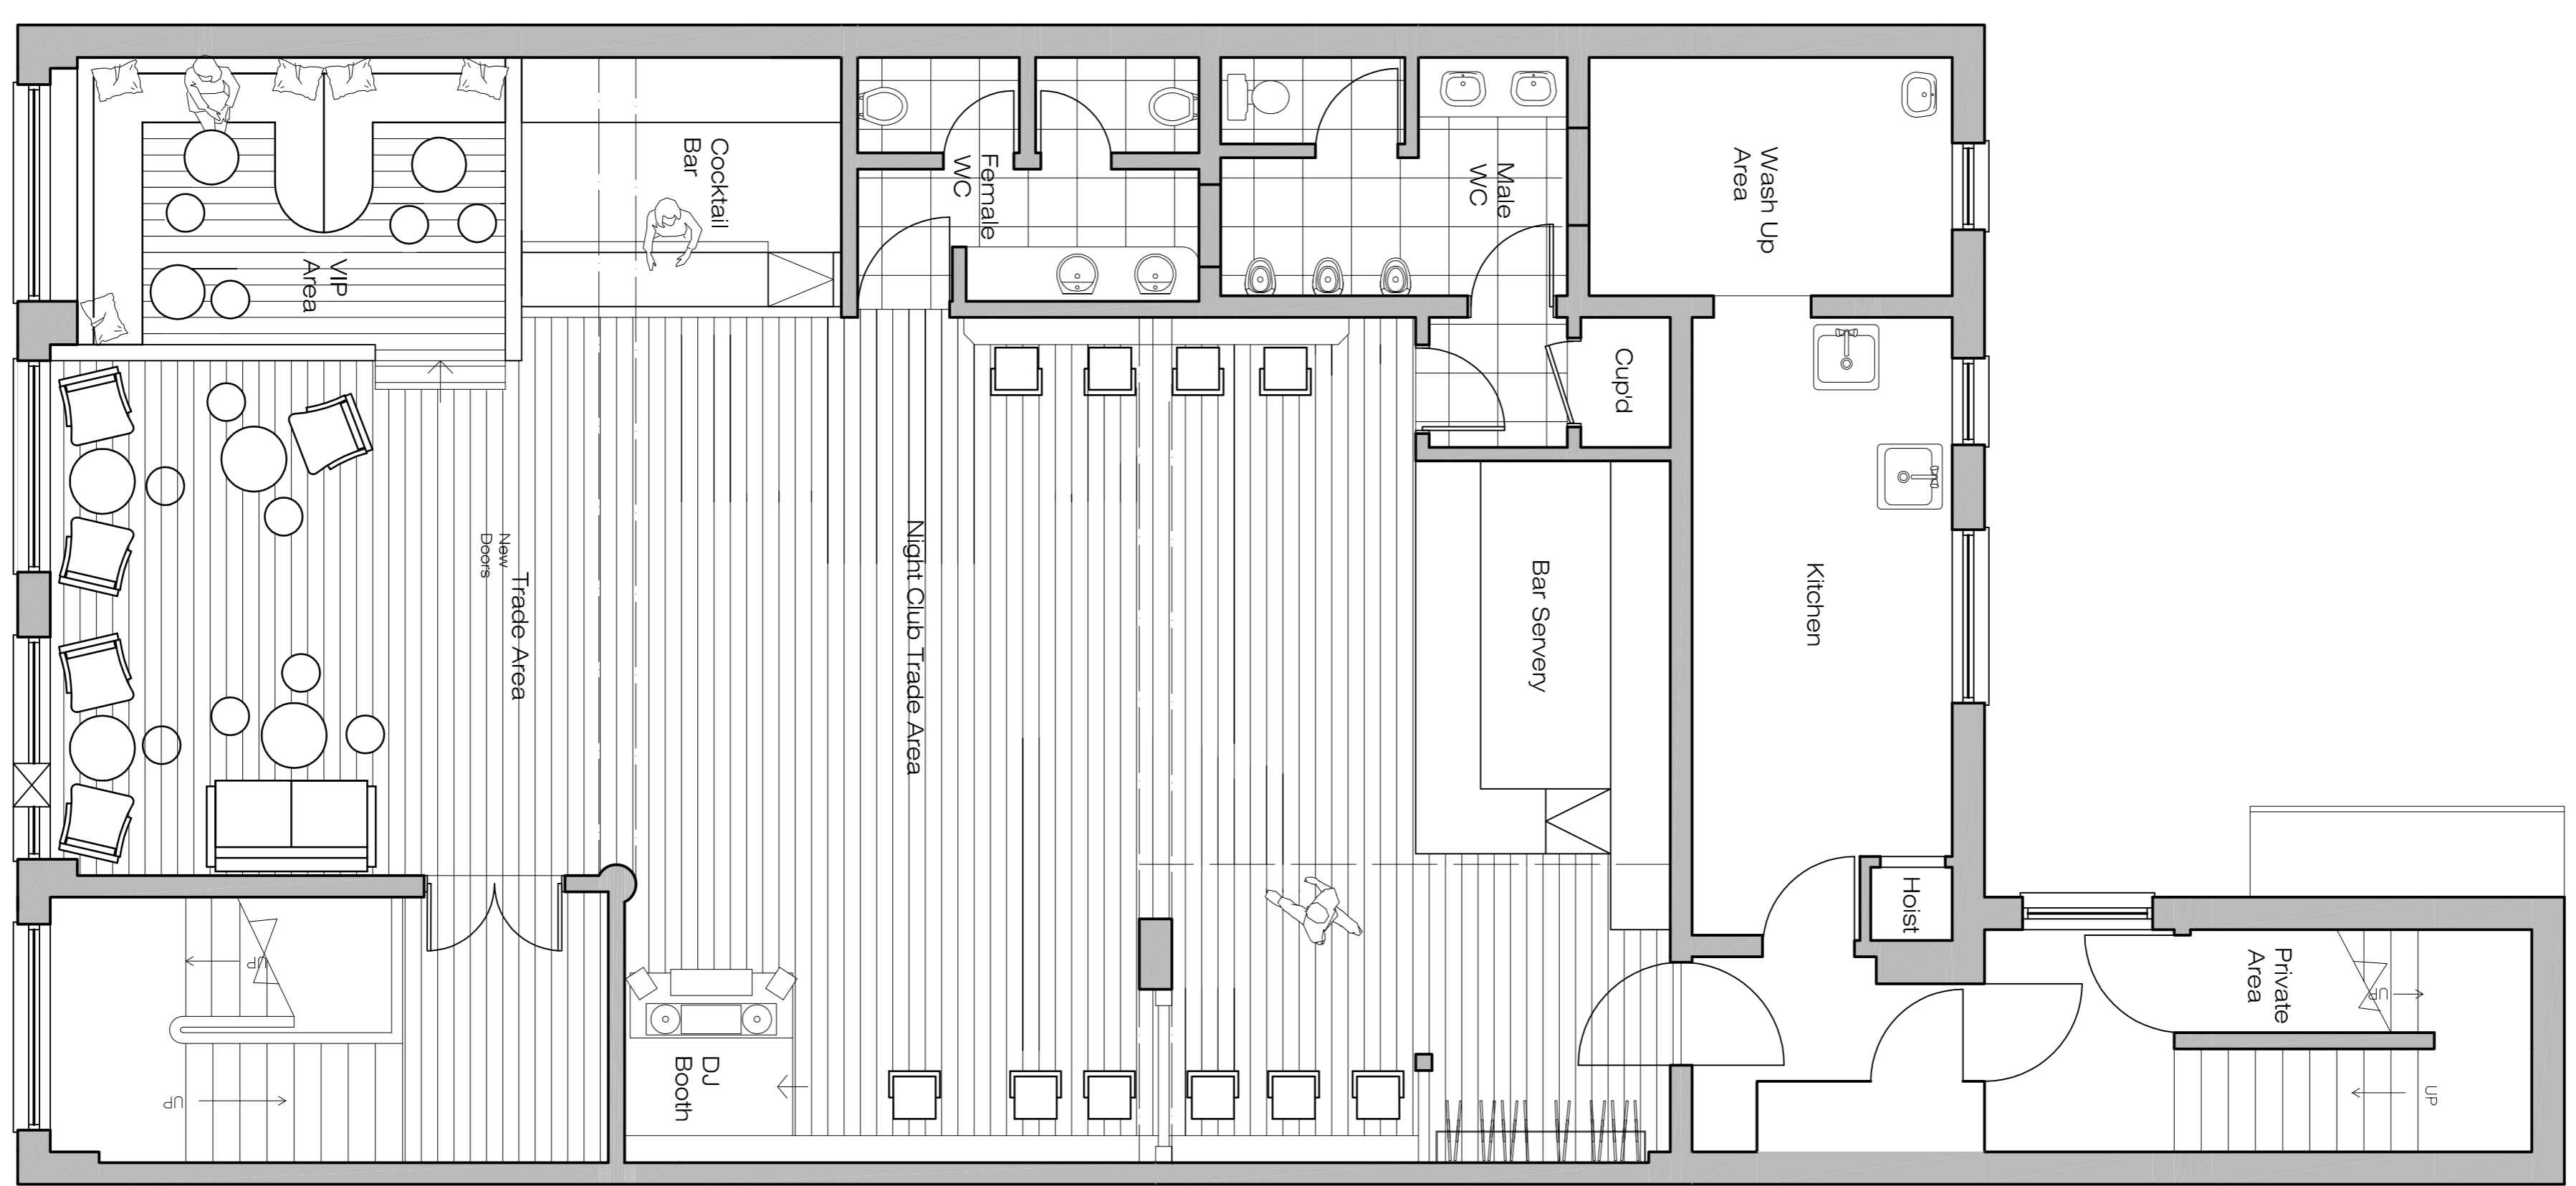 Cocktail
Bar
Female
WC
Male
WC
Wash Up
Area
VIP
Area
Cup'd
New
Doors
Trade Area
Night Club Trade Area
Bar Servery
Kitchen
Hoist
Private
Area
UP
UP
UP
UP
DJ
Booth